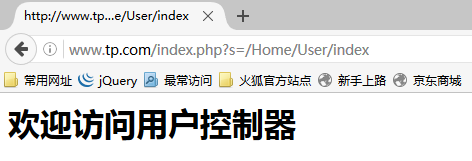 http://www.tp...e/User/index
www.tp.com/index.php?s=/Home/User/index
常用网址 jQuery 最常访问 火狐官方站点 新手上路 京东商城
欢迎访问用户控制器